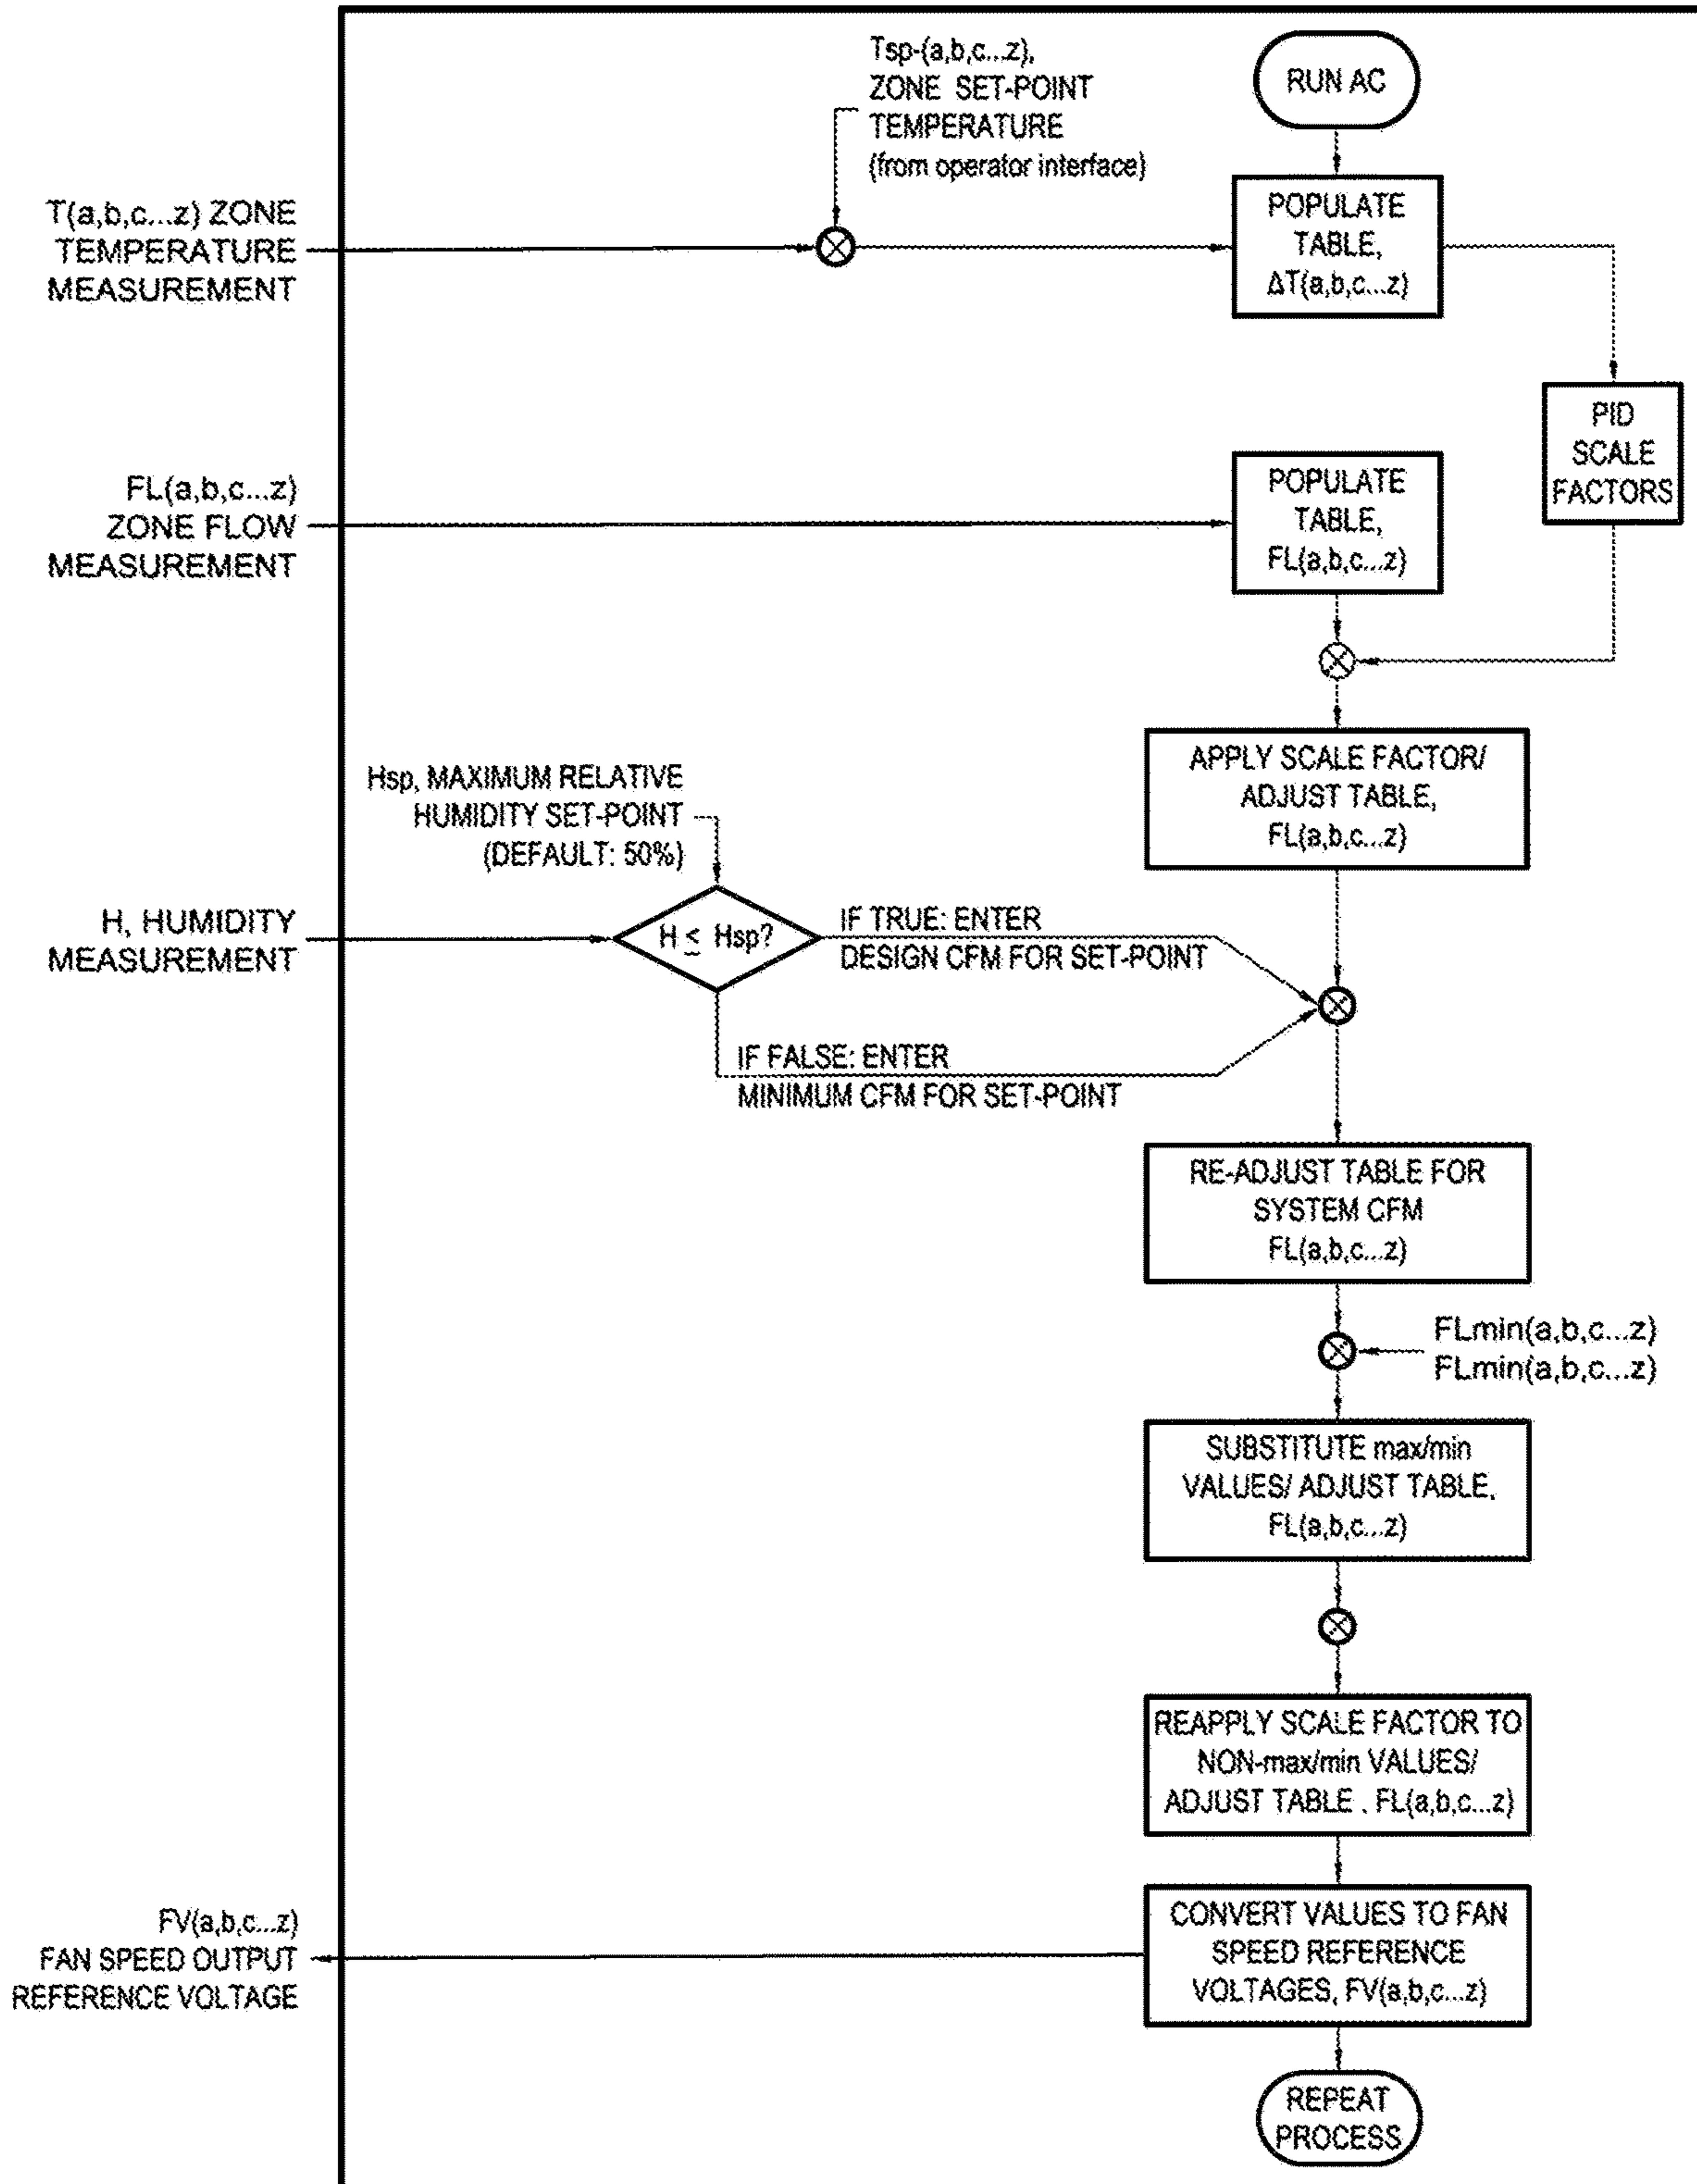 Tsp-(a,b,c...z),
ZONE SET-POINT
TEMPERATURE
(from operator interface)
RUN AC
T(a,b,c...z) ZONE
TEMPERATURE
MEASUREMENT
POPULATE
TABLE,
ΔT(a,b,c...z)
PID
SCALE
FACTORS
FL(a,b,c...z)
ZONE FLOW
MEASUREMENT
POPULATE
TABLE,
FL(a,b,c...z)
APPLY SCALE FACTOR/
ADJUST TABLE,
FL(a,b,c...z)
Hsp, MAXIMUM RELATIVE
HUMIDITY SET-POINT
(DEFAULT: 50%)
H, HUMIDITY
MEASUREMENT
H ≤ Hsp?
IF TRUE: ENTER
DESIGN CFM FOR SET-POINT
IF FALSE: ENTER
MINIMUM CFM FOR SET-POINT
RE-ADJUST TABLE FOR
SYSTEM CFM
FL(a,b,c...z)
FLmin(a,b,c...z)
FLmin(a,b,c...z)
SUBSTITUTE max/min
VALUES/ ADJUST TABLE,
FL(a,b,c...z)
REAPPLY SCALE FACTOR TO
NON-max/min VALUES/
ADJUST TABLE , FL(a,b,c...z)
FV(a,b,c...z)
FAN SPEED OUTPUT
REFERENCE VOLTAGE
CONVERT VALUES TO FAN
SPEED REFERENCE
VOLTAGES, FV(a,b,c...z)
REPEAT
PROCESS